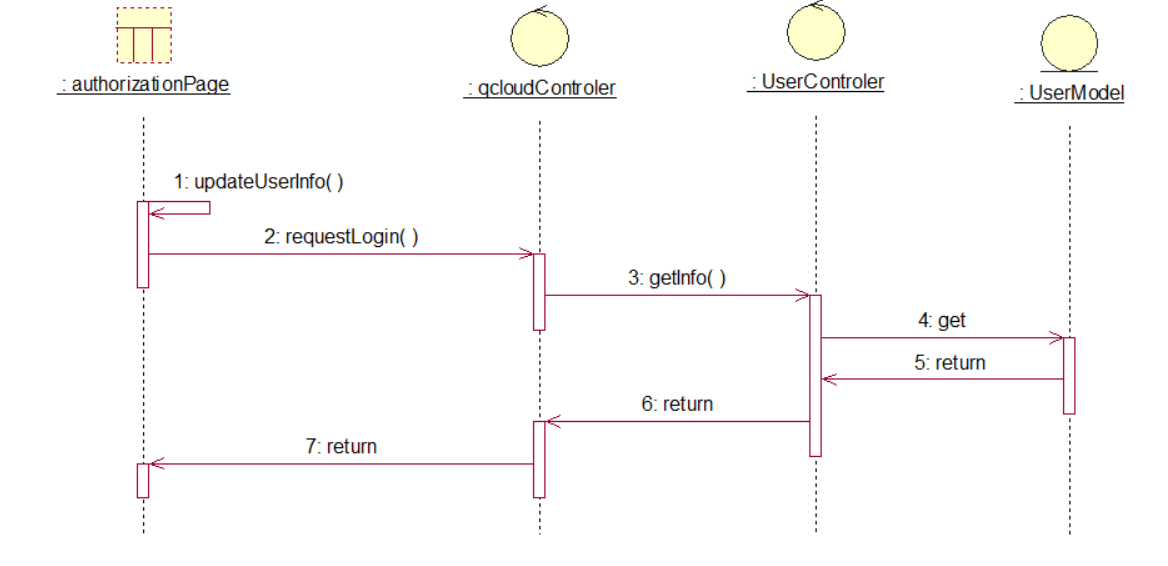 : authorizationPage
: qcloudControler
: UserControler
: UserModel
1: updateUserInfo( )
2: requestLogin( )
3: getInfo( )
4: get
5: return
6: return
7: return